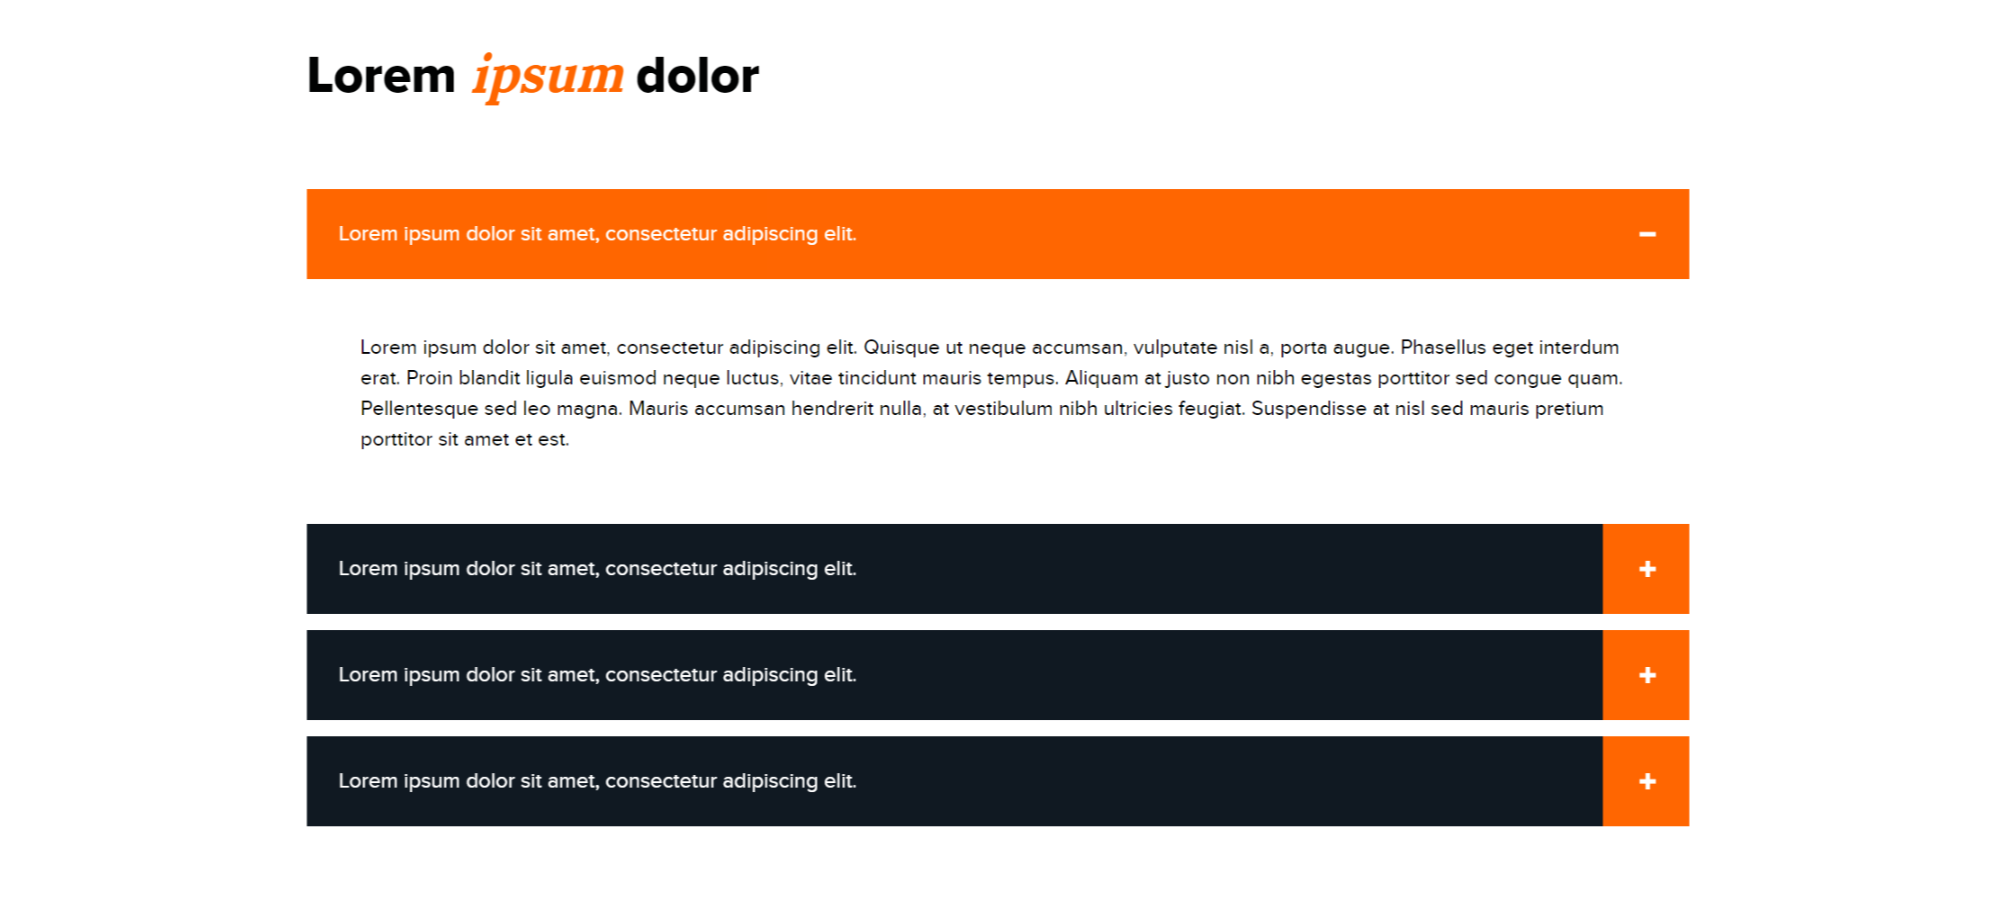 Lorem ipsum dolor
Lorem ipsum dolor sit amet, consectetur adipiscing elit.
Lorem ipsum dolor sit amet, consectetur adipiscing elit. Quisque ut neque accumsan, vulputate nisl a, porta augue. Phasellus eget interdum
erat. Proin blandit ligula euismod neque luctus, vitae tincidunt mauris tempus. Aliquam at justo non nibh egestas porttitor sed congue quam.
Pellentesque sed leo magna. Mauris accumsan hendrerit nulla, at vestibulum nibh ultricies feugiat. Suspendisse at nisl sed mauris pretium
porttitor sit amet et est.
Lorem ipsum dolor sit amet, consectetur adipiscing elit.
Lorem ipsum dolor sit amet, consectetur adipiscing elit.
Lorem ipsum dolor sit amet, consectetur adipiscing elit.